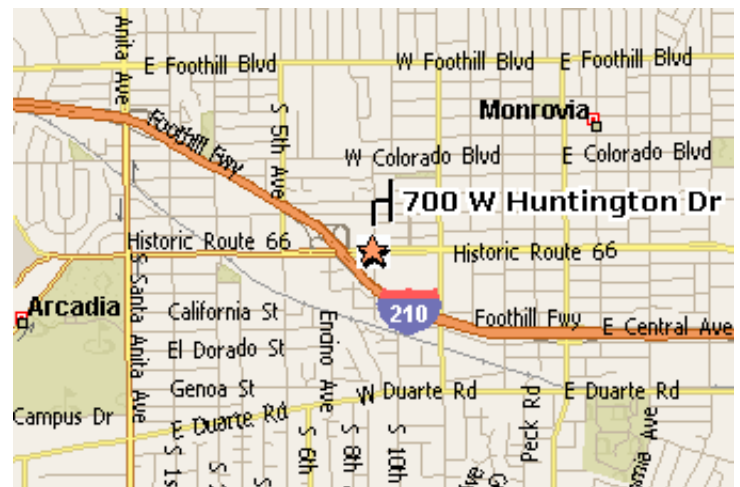 Anita Ave
E Foothill Blvd
W Foothill Blvd
E Foothill Blvd
S 5th Ave
Foothill Fwy
Monrovia
W Colorado Blvd
E Colorado Blvd
700 W Huntington Dr
Historic Route 66
Historic Route 66
S Santa Anita Ave
Arcadia
California St
210
Foothill Fwy
E Central Ave
El Dorado St
Encino Ave
Genoa St
W Duarte Rd
E Duarte Rd
Campus Dr
E Duarte Rd
S 6th
S 8th
S 10th
Peck Rd
Ave